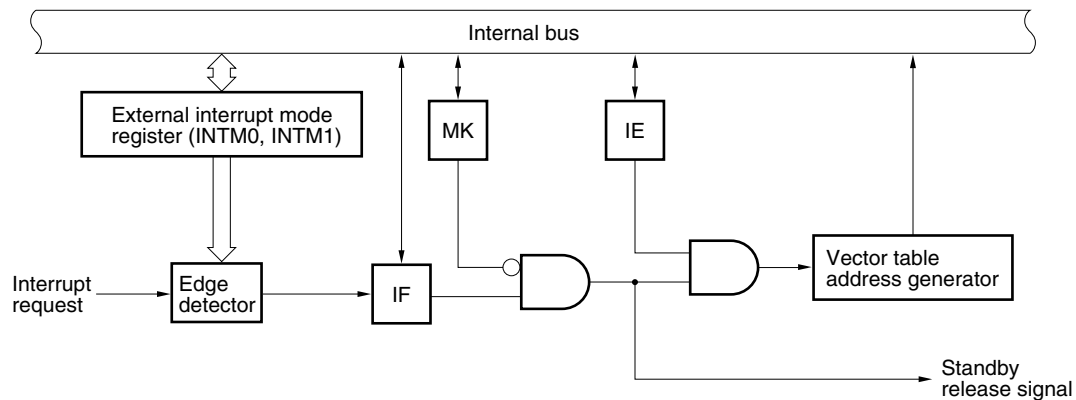 Internal bus
External interrupt mode
register (INTM0, INTM1)
MK
IE
Interrupt
request
Edge
detector
IF
Vector table
address generator
Standby
release signal